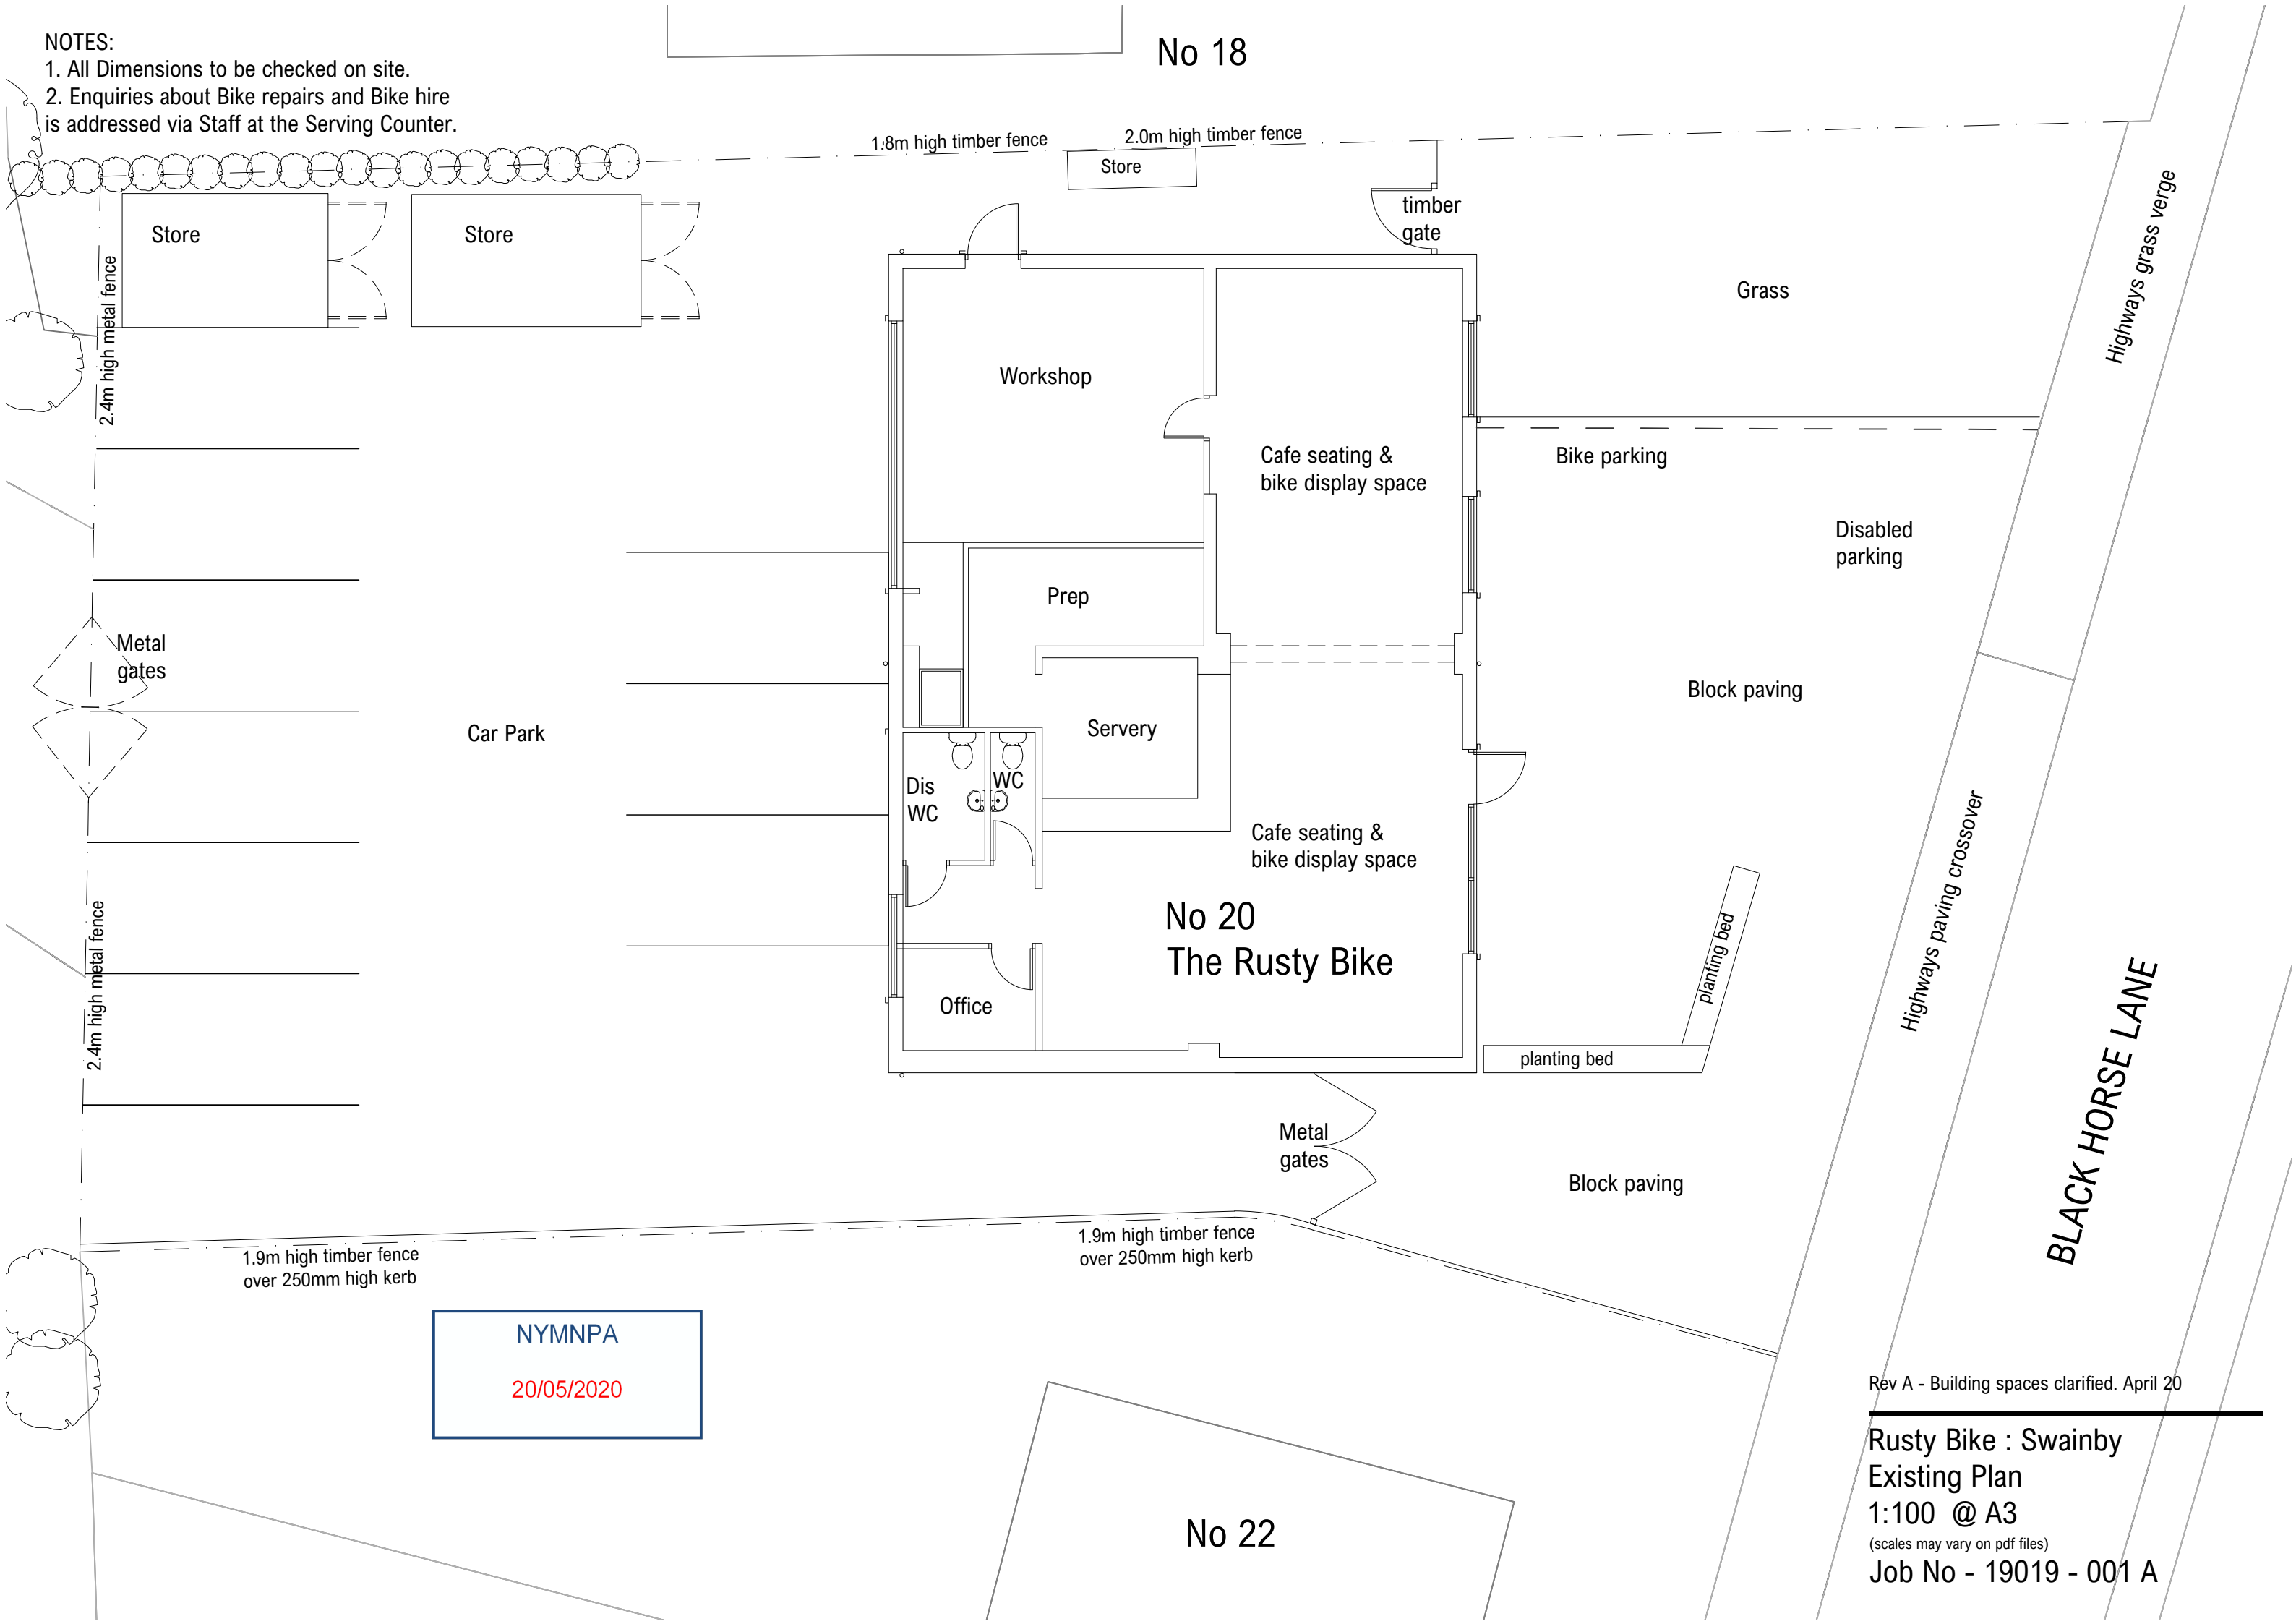 NOTES:
1. All Dimensions to be checked on site.
2. Enquiries about Bike repairs and Bike hire
is addressed via Staff at the Serving Counter.
No 18
1.8m high timber fence
2.0m high timber fence
Store
Store
Store
timber
gate
Grass
Highways grass verge
2.4m high metal fence
Workshop
Cafe seating &
bike display space
Bike parking
Disabled
parking
Prep
Metal
gates
Block paving
Car Park
Servery
Dis
WC
WC
Cafe seating &
bike display space
No 20
The Rusty Bike
Highways paving crossover
planting bed
2.4m high metal fence
Office
planting bed
BLACK HORSE LANE
Metal
gates
Block paving
1.9m high timber fence
over 250mm high kerb
1.9m high timber fence
over 250mm high kerb
NYMNPA
20/05/2020
No 22
Rev A - Building spaces clarified. April 20
Rusty Bike : Swainby
Existing Plan
1:100 @ A3
(scales may vary on pdf files)
Job No - 19019 - 001 A